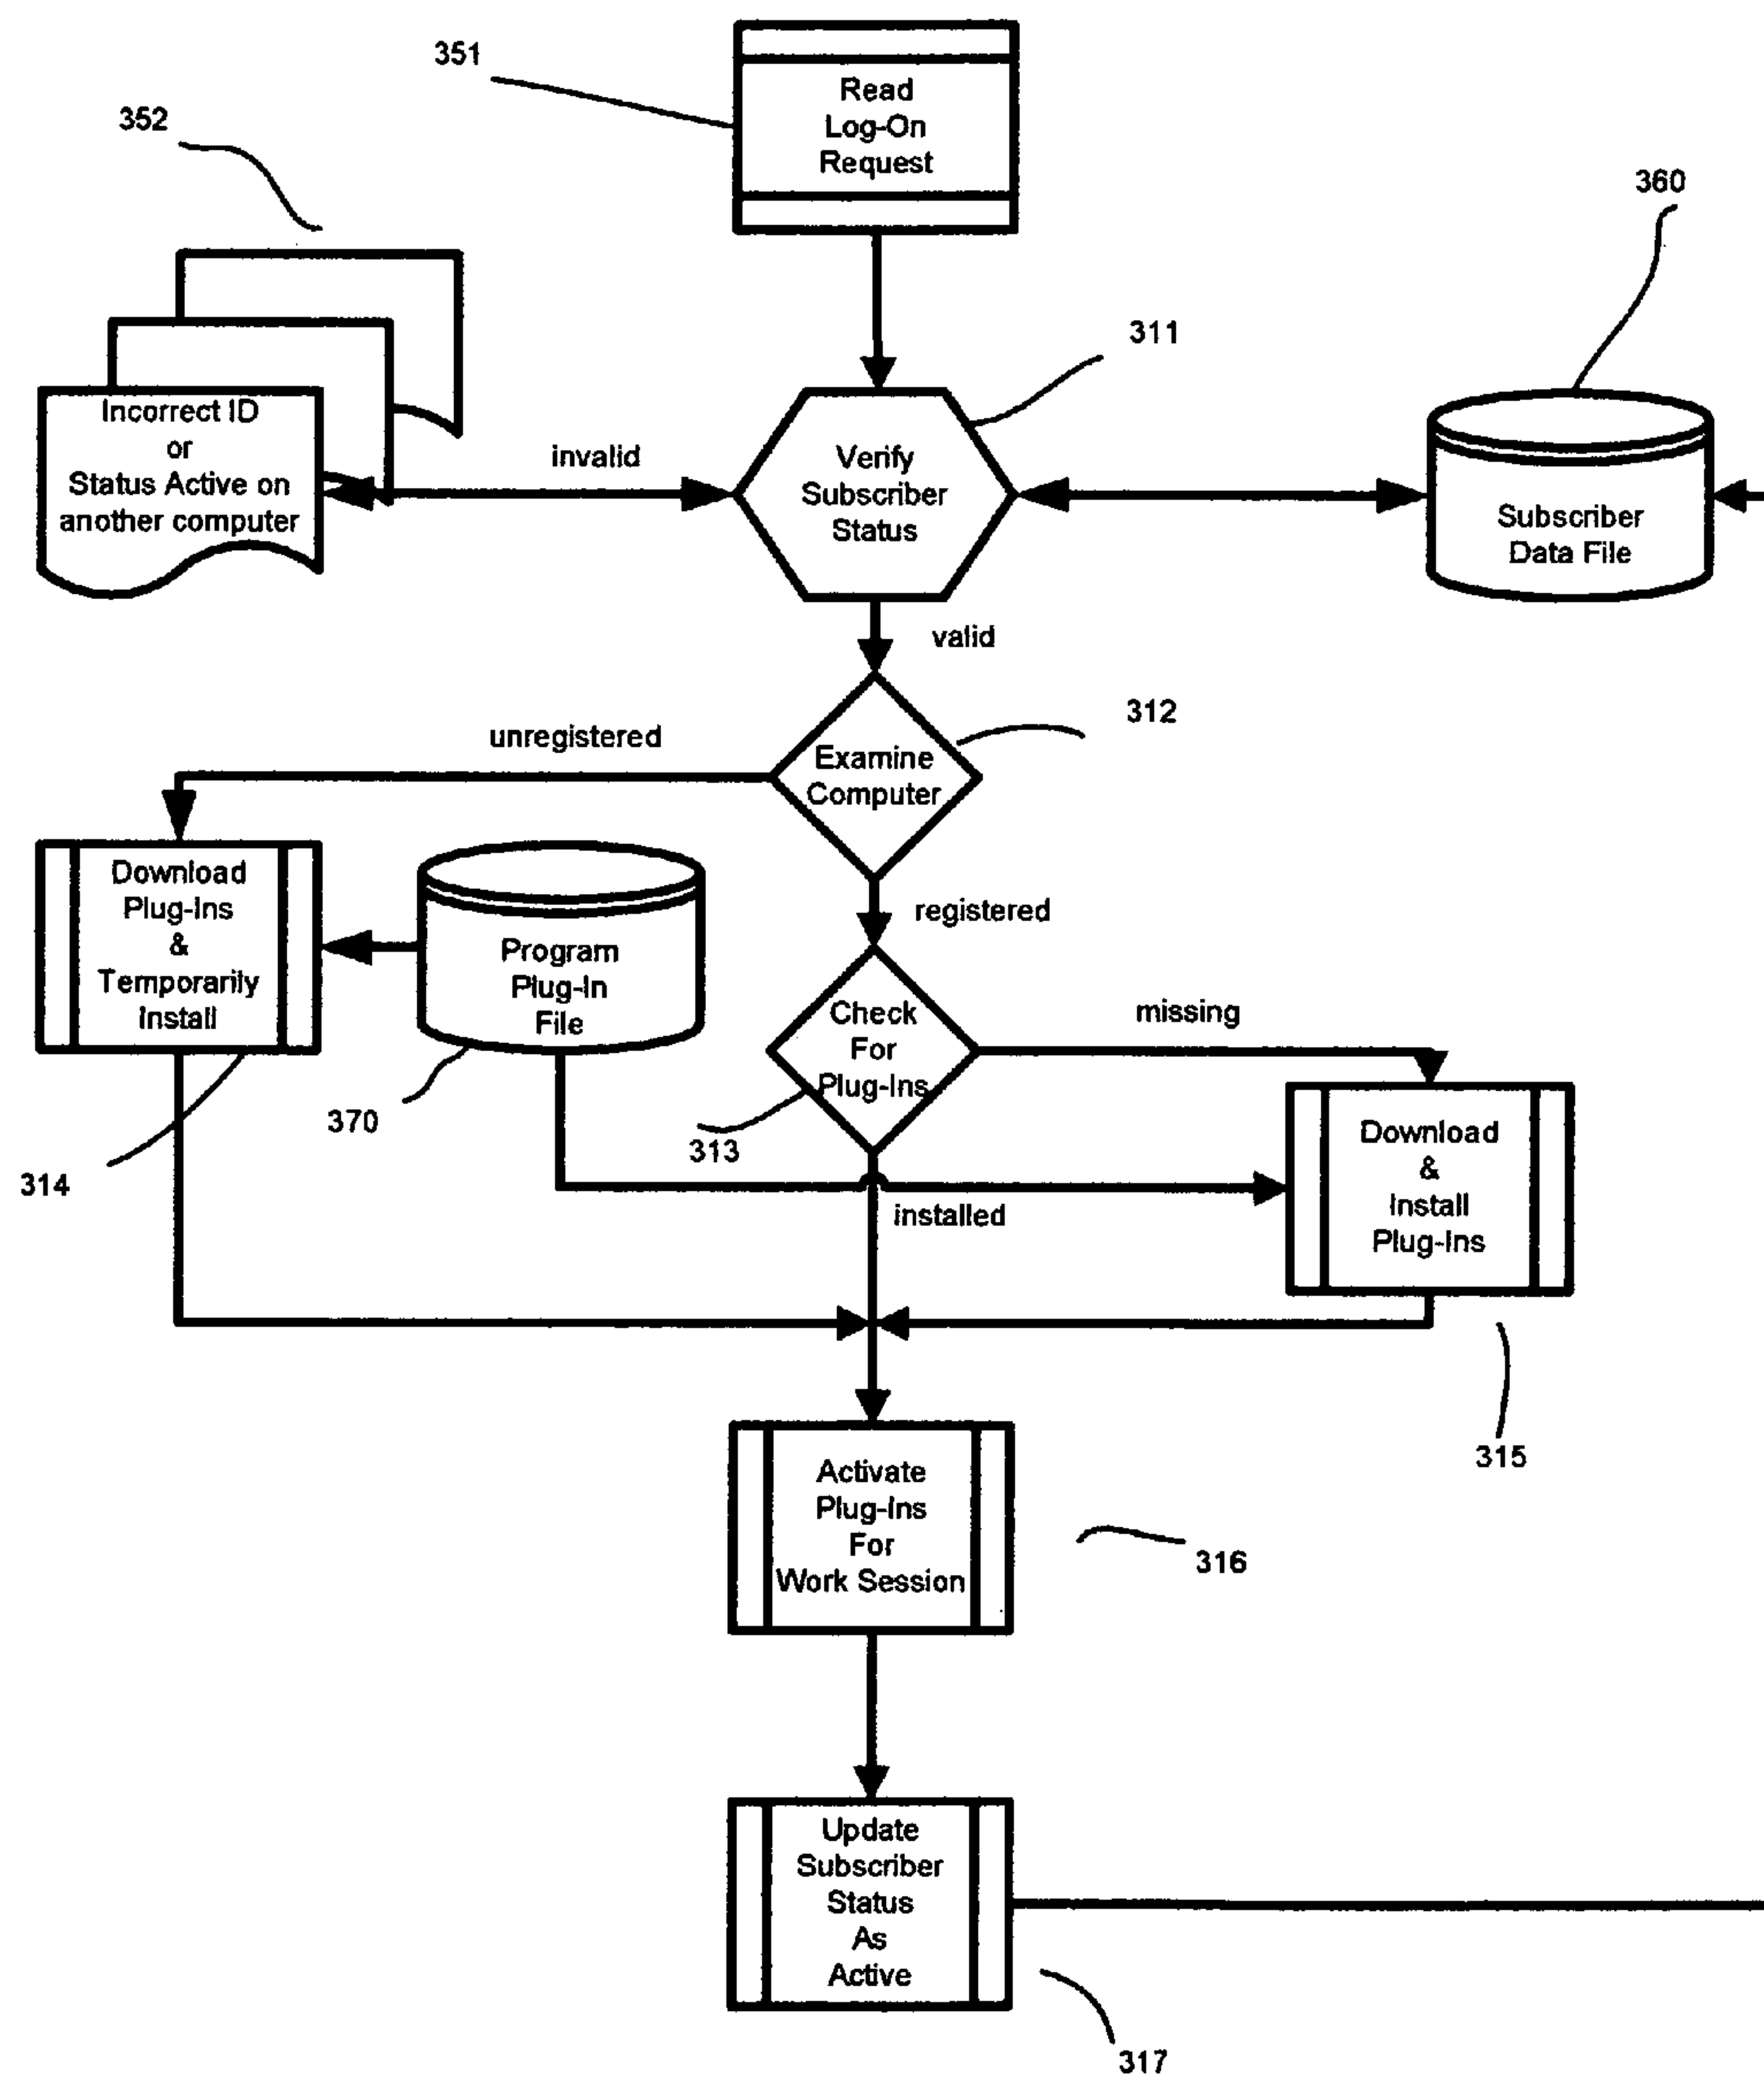 351
Read
Log-On
Request
352
360
311
Incorrect ID
or
Status Active on
another computer
invalid
Verify
Subscriber
Status
Subscriber
Data File
valid
312
unregistered
Examine
Computer
Download
Plug-Ins
&
Temporarily
Install
Program
Plug-In
File
registered
Check
For
Plug-Ins
missing
370
313
314
installed
Download
&
Install
Plug-Ins
315
Activate
Plug-Ins
For
Work Session
316
Update
Subscriber
Status
As
Active
317